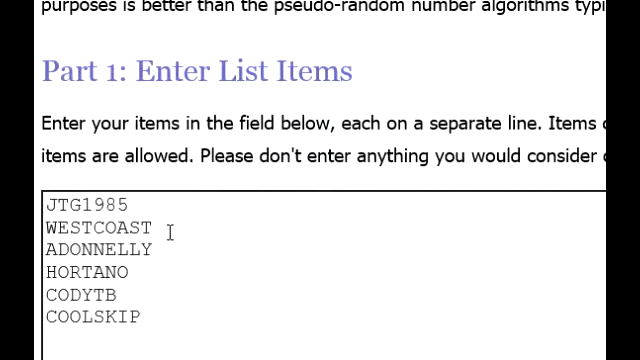 purposes is better than the pseudo-random number algorithms typi
Part 1: Enter List Items
Enter your items in the field below, each on a separate line. Items
items are allowed. Please don't enter anything you would consider
JTG1985
WESTCOAST
ADONNELLY
HORTANO
CODYTB
COOLSKIP